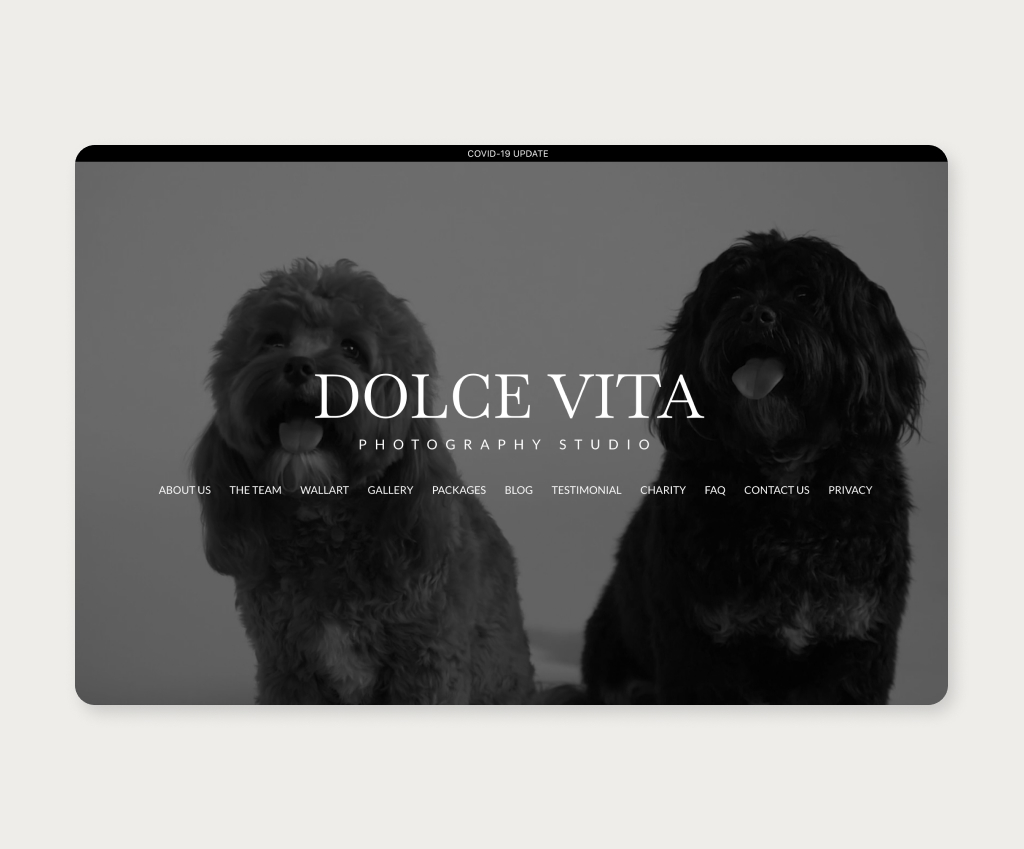 COVID-19 UPDATE
DOLCE VITA
PHOTOGRAPHY STUDIO
ABOUT US THE TEAM WALLART GALLERY PACKAGES BLOG TESTIMONIAL CHARITY FAQ CONTACT US PRIVACY